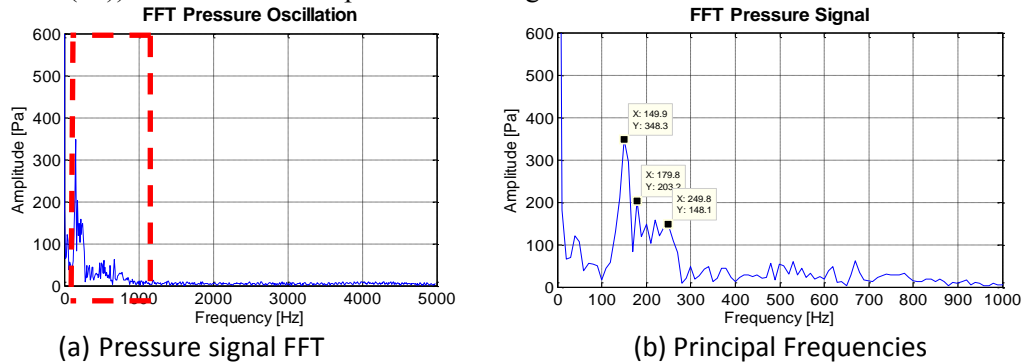 FFT Pressure Oscillation
600
500
400
300
200
100
0
Amplitude [Pa]
0 1000 2000 3000 4000 5000
Frequency [Hz]
(a) Pressure signal FFT
FFT Pressure Signal
600
500
400
300
200
100
0
Amplitude [Pa]
X: 149.9
Y: 348.3
X: 179.8
Y: 203.2
X: 249.8
Y: 148.1
0 100 200 300 400 500 600 700 800 900 1000
Frequency [Hz]
(b) Principal Frequencies